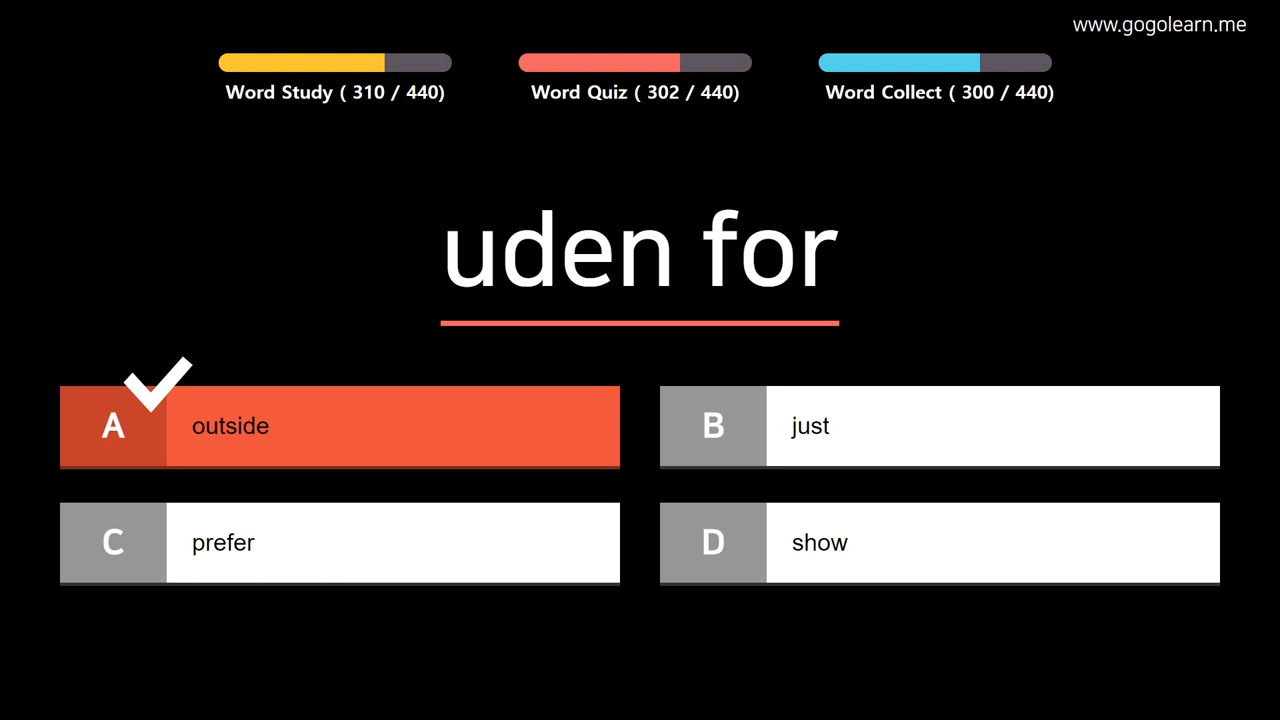 www.gogolearn.me
Word Study ( 310 / 440)
Word Quiz ( 302 / 440)
Word Collect ( 300 / 440)
uden for
A outside
B just
C prefer
D show